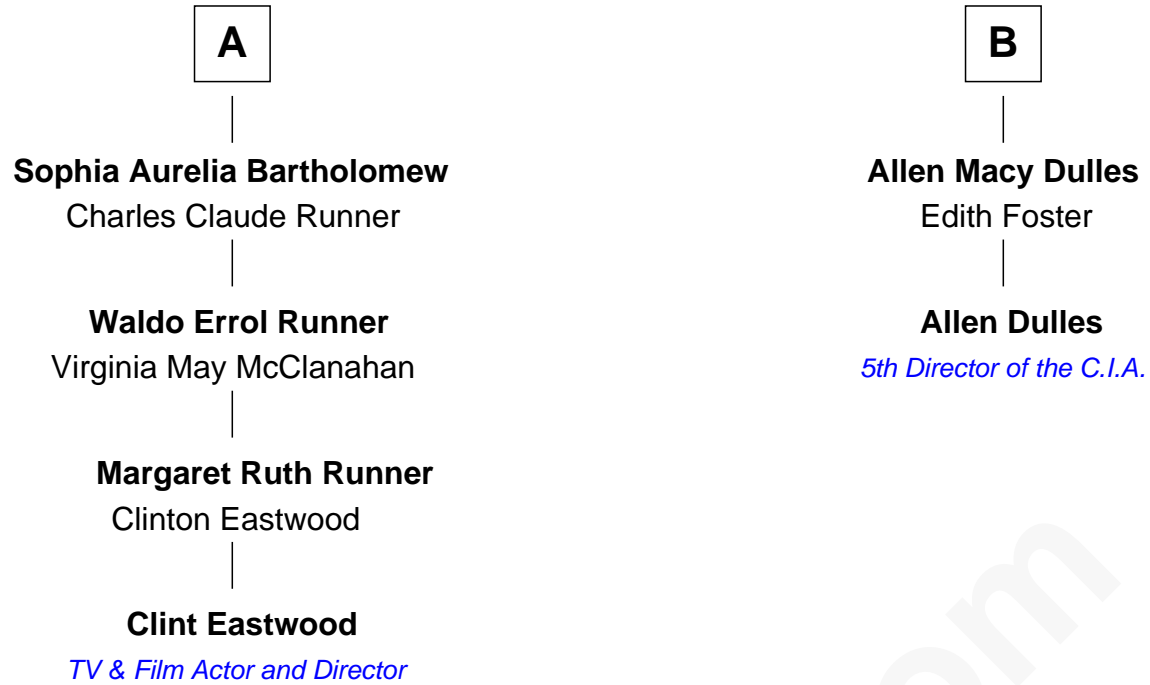 A
Sophia Aurelia Bartholomew
Charles Claude Runner
Waldo Errol Runner
Virginia May McClanahan
Margaret Ruth Runner
Clinton Eastwood
Clint Eastwood
TV & Film Actor and Director
B
Allen Macy Dulles
Edith Foster
Allen Dulles
5th Director of the C.I.A.
om